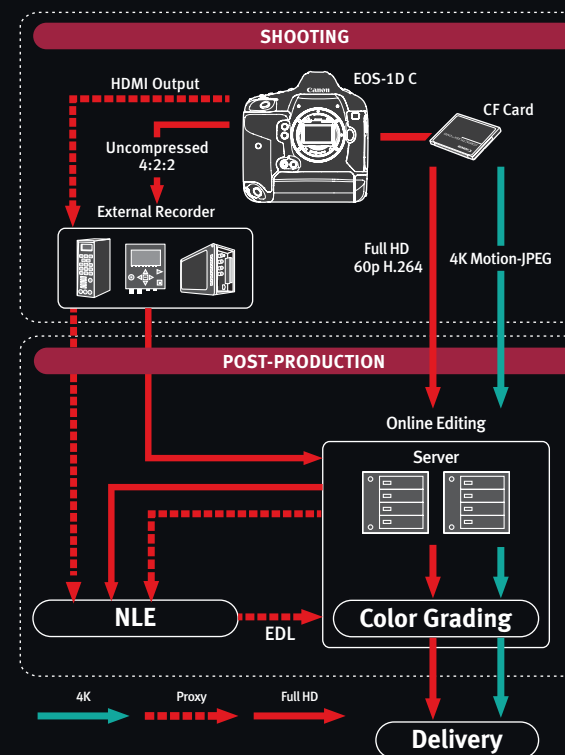 SHOOTING
HDMI Output
EOS-1D C
Canon
CF Card
Uncompressed
4:2:2
External Recorder
Full HD
60p H.264
4K Motion-JPEG
POST-PRODUCTION
Online Editing
Server
NLE
EDL
Color Grading
4K
Proxy
Full HD
Delivery